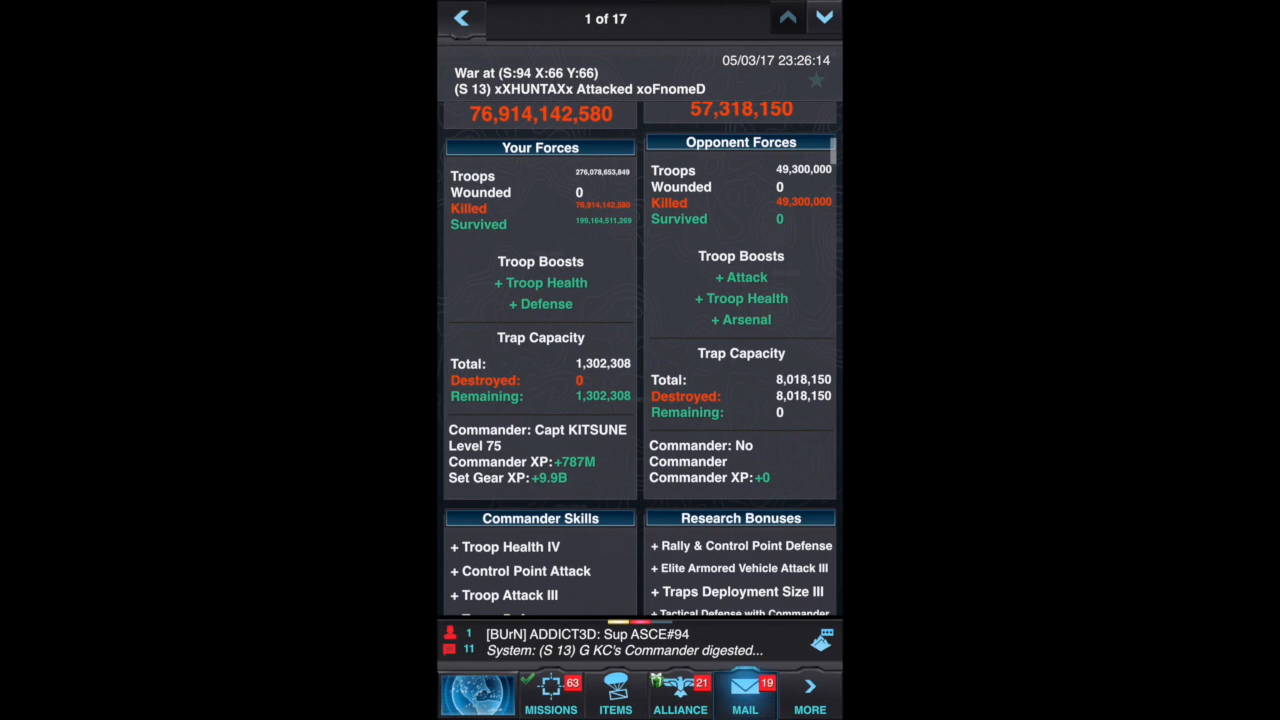 1 of 17
05/03/17 23:26:14
War at (S:94 X:66 Y:66)
(S 13) xXHUNTAXx Attacked xoFnomeD
76,914,142,580
57,318,150
Your Forces
Troops 276,078,653,849
Wounded 0
Killed 76,914,142,580
Survived 199,164,511,269
Troop Boosts
+ Troop Health
+ Defense
Trap Capacity
Total: 1,302,308
Destroyed: 0
Remaining: 1,302,308
Commander: Capt KITSUNE
Level 75
Commander XP:+787M
Set Gear XP:+9.9B
Opponent Forces
Troops 49,300,000
Wounded 0
Killed 49,300,000
Survived 0
Troop Boosts
+ Attack
+ Troop Health
+ Arsenal
Trap Capacity
Total: 8,018,150
Destroyed: 8,018,150
Remaining: 0
Commander: No
Commander
Commander XP:+0
Commander Skills
+ Troop Health IV
+ Control Point Attack
+ Troop Attack III
Research Bonuses
+ Rally & Control Point Defense
+ Elite Armored Vehicle Attack III
+ Traps Deployment Size III
+ Tactical Defense with Commander
1 [BUrN] ADDICT3D: Sup ASCE#94
11 System: (S 13) G KC's Commander digested...
63 21 19
MISSIONS ITEMS ALLIANCE MAIL MORE